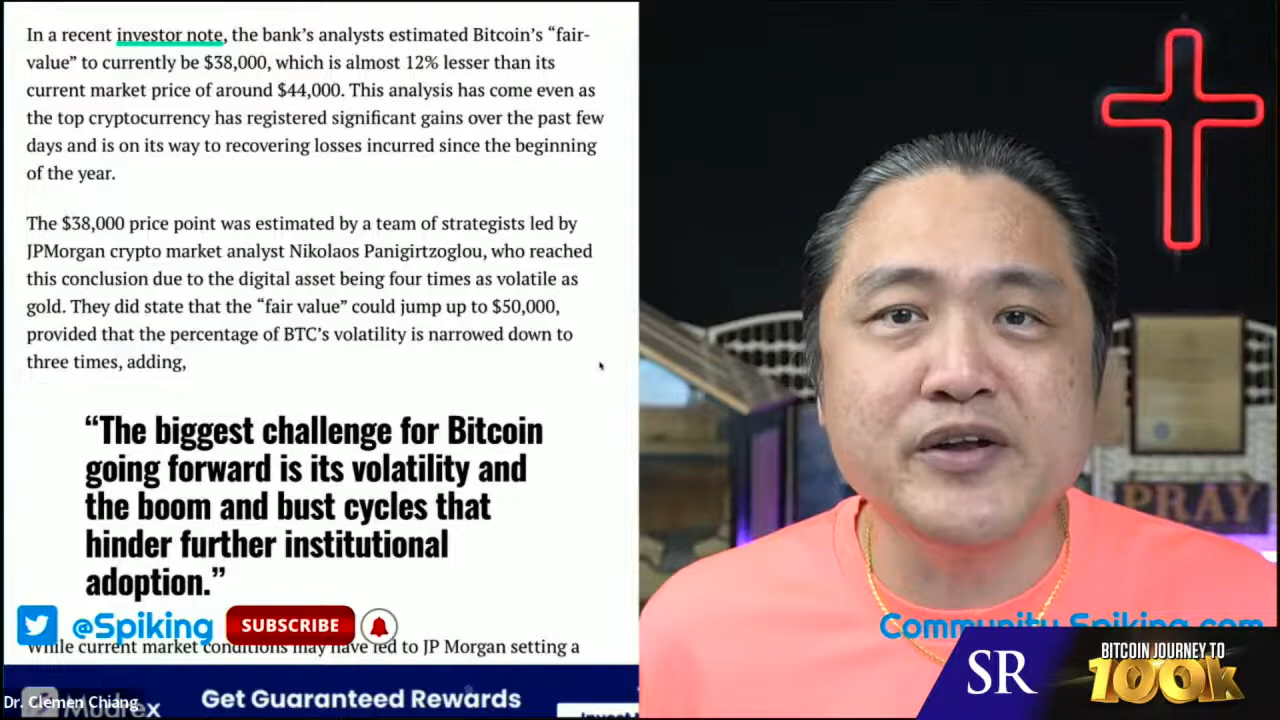 In a recent investor note, the bank's analysts estimated Bitcoin's “fair-
value” to currently be $38,000, which is almost 12% lesser than its
current market price of around $44,000. This analysis has come even as
the top cryptocurrency has registered significant gains over the past few
days and is on its way to recovering losses incurred since the beginning
of the year.
The $38,000 price point was estimated by a team of strategists led by
JPMorgan crypto market analyst Nikolaos Panigirtzoglou, who reached
this conclusion due to the digital asset being four times as volatile as
gold. They did state that the “fair value” could jump up to $50,000,
provided that the percentage of BTC's volatility is narrowed down to
three times, adding,
“The biggest challenge for Bitcoin
going forward is its volatility and
the boom and bust cycles that
hinder further institutional
adoption.”
@Spiking
SUBSCRIBE
While current market conditions may have led to JP Morgan setting a
Dr. Clemen Chiang
Mudrex
Get Guaranteed Rewards
PRAY
Community.Spiking.com
SR
BITCOIN JOURNEY TO
100k